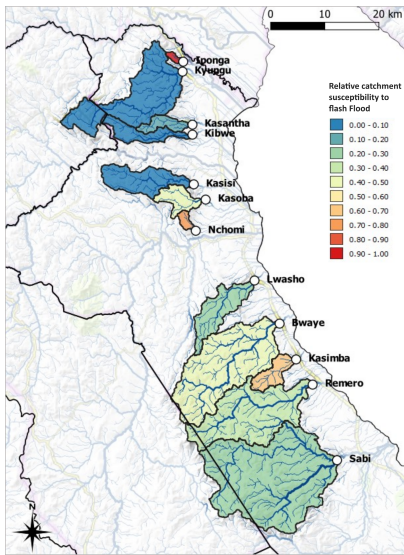 0
10
20 km
Iponga
Kyungu
Relative catchment
susceptibility to
flash Flood
0.00 - 0.10
0.10 - 0.20
0.20 - 0.30
0.30 - 0.40
0.40 - 0.50
0.50 - 0.60
0.60 - 0.70
0.70 - 0.80
0.80 - 0.90
0.90 - 1.00
Kasantha
Kibwe
Kasisi
Kasoba
Nchomi
Lwasho
Bwaye
Kasimba
Remero
Sabi
N